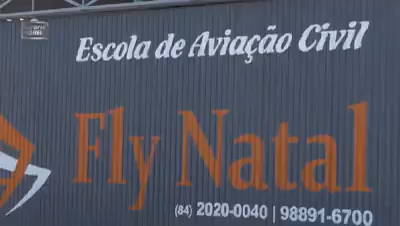 Escola de Aviação Civil
Fly Natal
(84) 2020-0040 | 98891-6700